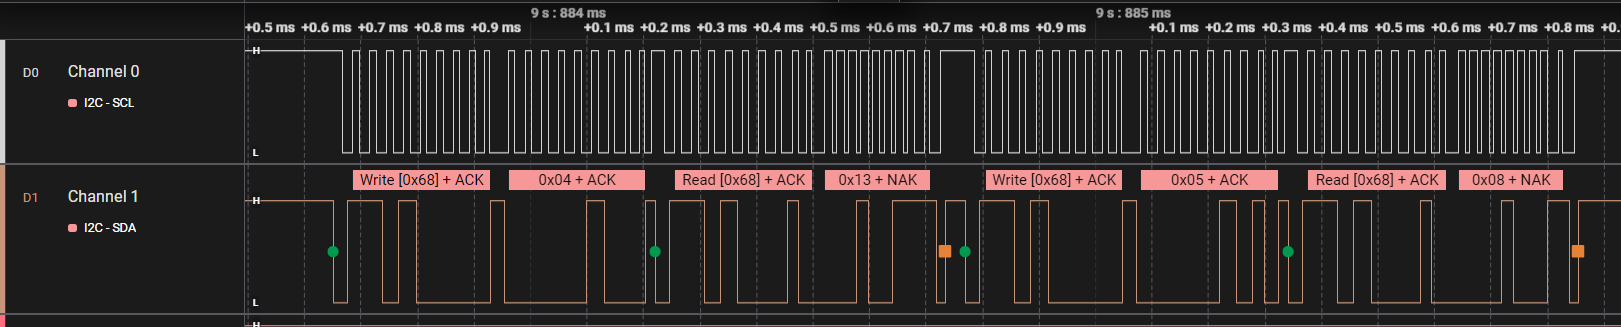 9 s : 884 ms 9 s : 885 ms
+0.5 ms +0.6 ms +0.7 ms +0.8 ms +0.9 ms +0.1 ms +0.2 ms +0.3 ms +0.4 ms +0.5 ms +0.6 ms +0.7 ms +0.8 ms +0.9 ms +0.1 ms +0.2 ms +0.3 ms +0.4 ms +0.5 ms +0.6 ms +0.7 ms +0.8 ms +0.
H
D0 Channel 0
I2C - SCL
L
Write [0x68] + ACK 0x04 + ACK Read [0x68] + ACK 0x13 + NAK Write [0x68] + ACK 0x05 + ACK Read [0x68] + ACK 0x08 + NAK
H
D1 Channel 1
I2C - SDA
L
H